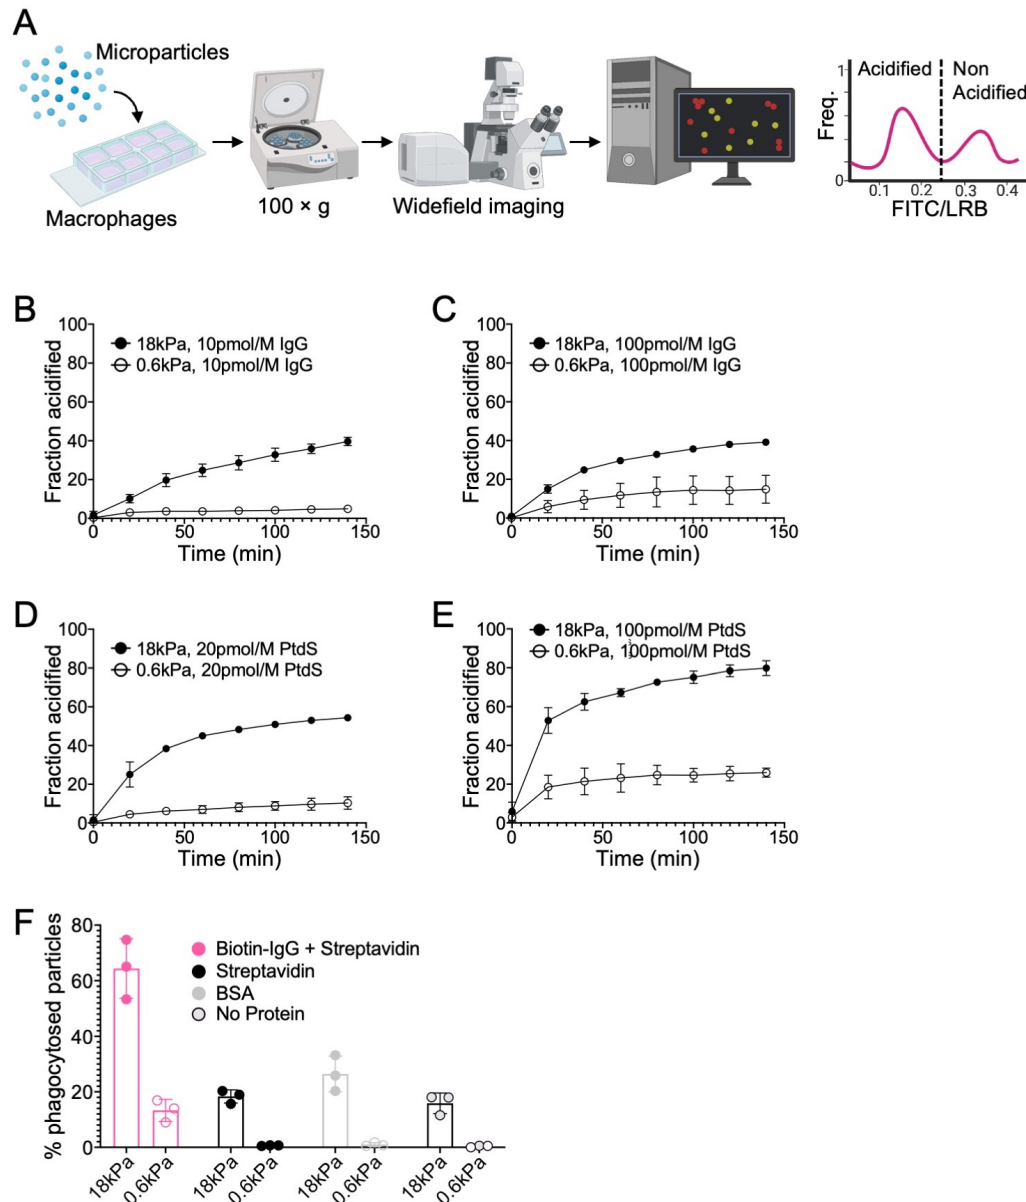 A
Microparticles
Macrophages
100 × g
Widefield imaging
Acidified
Non
Acidified
Freq.
1
0
0.1 0.2 0.3 0.4
FITC/LRB
B
Fraction acidified
100
80
60
40
20
0
18kPa, 10pmol/M IgG
0.6kPa, 10pmol/M IgG
0 50 100 150
Time (min)
C
Fraction acidified
100
80
60
40
20
0
18kPa, 100pmol/M IgG
0.6kPa, 100pmol/M IgG
0 50 100 150
Time (min)
D
Fraction acidified
100
80
60
40
20
0
18kPa, 20pmol/M PtdS
0.6kPa, 20pmol/M PtdS
0 50 100 150
Time (min)
E
Fraction acidified
100
80
60
40
20
0
18kPa, 100pmol/M PtdS
0.6kPa, 100pmol/M PtdS
0 50 100 150
Time (min)
F
% phagocytosed particles
80
60
40
20
0
Biotin-IgG + Streptavidin
Streptavidin
BSA
No Protein
18kPa 0.6kPa 18kPa 0.6kPa 18kPa 0.6kPa 18kPa 0.6kPa